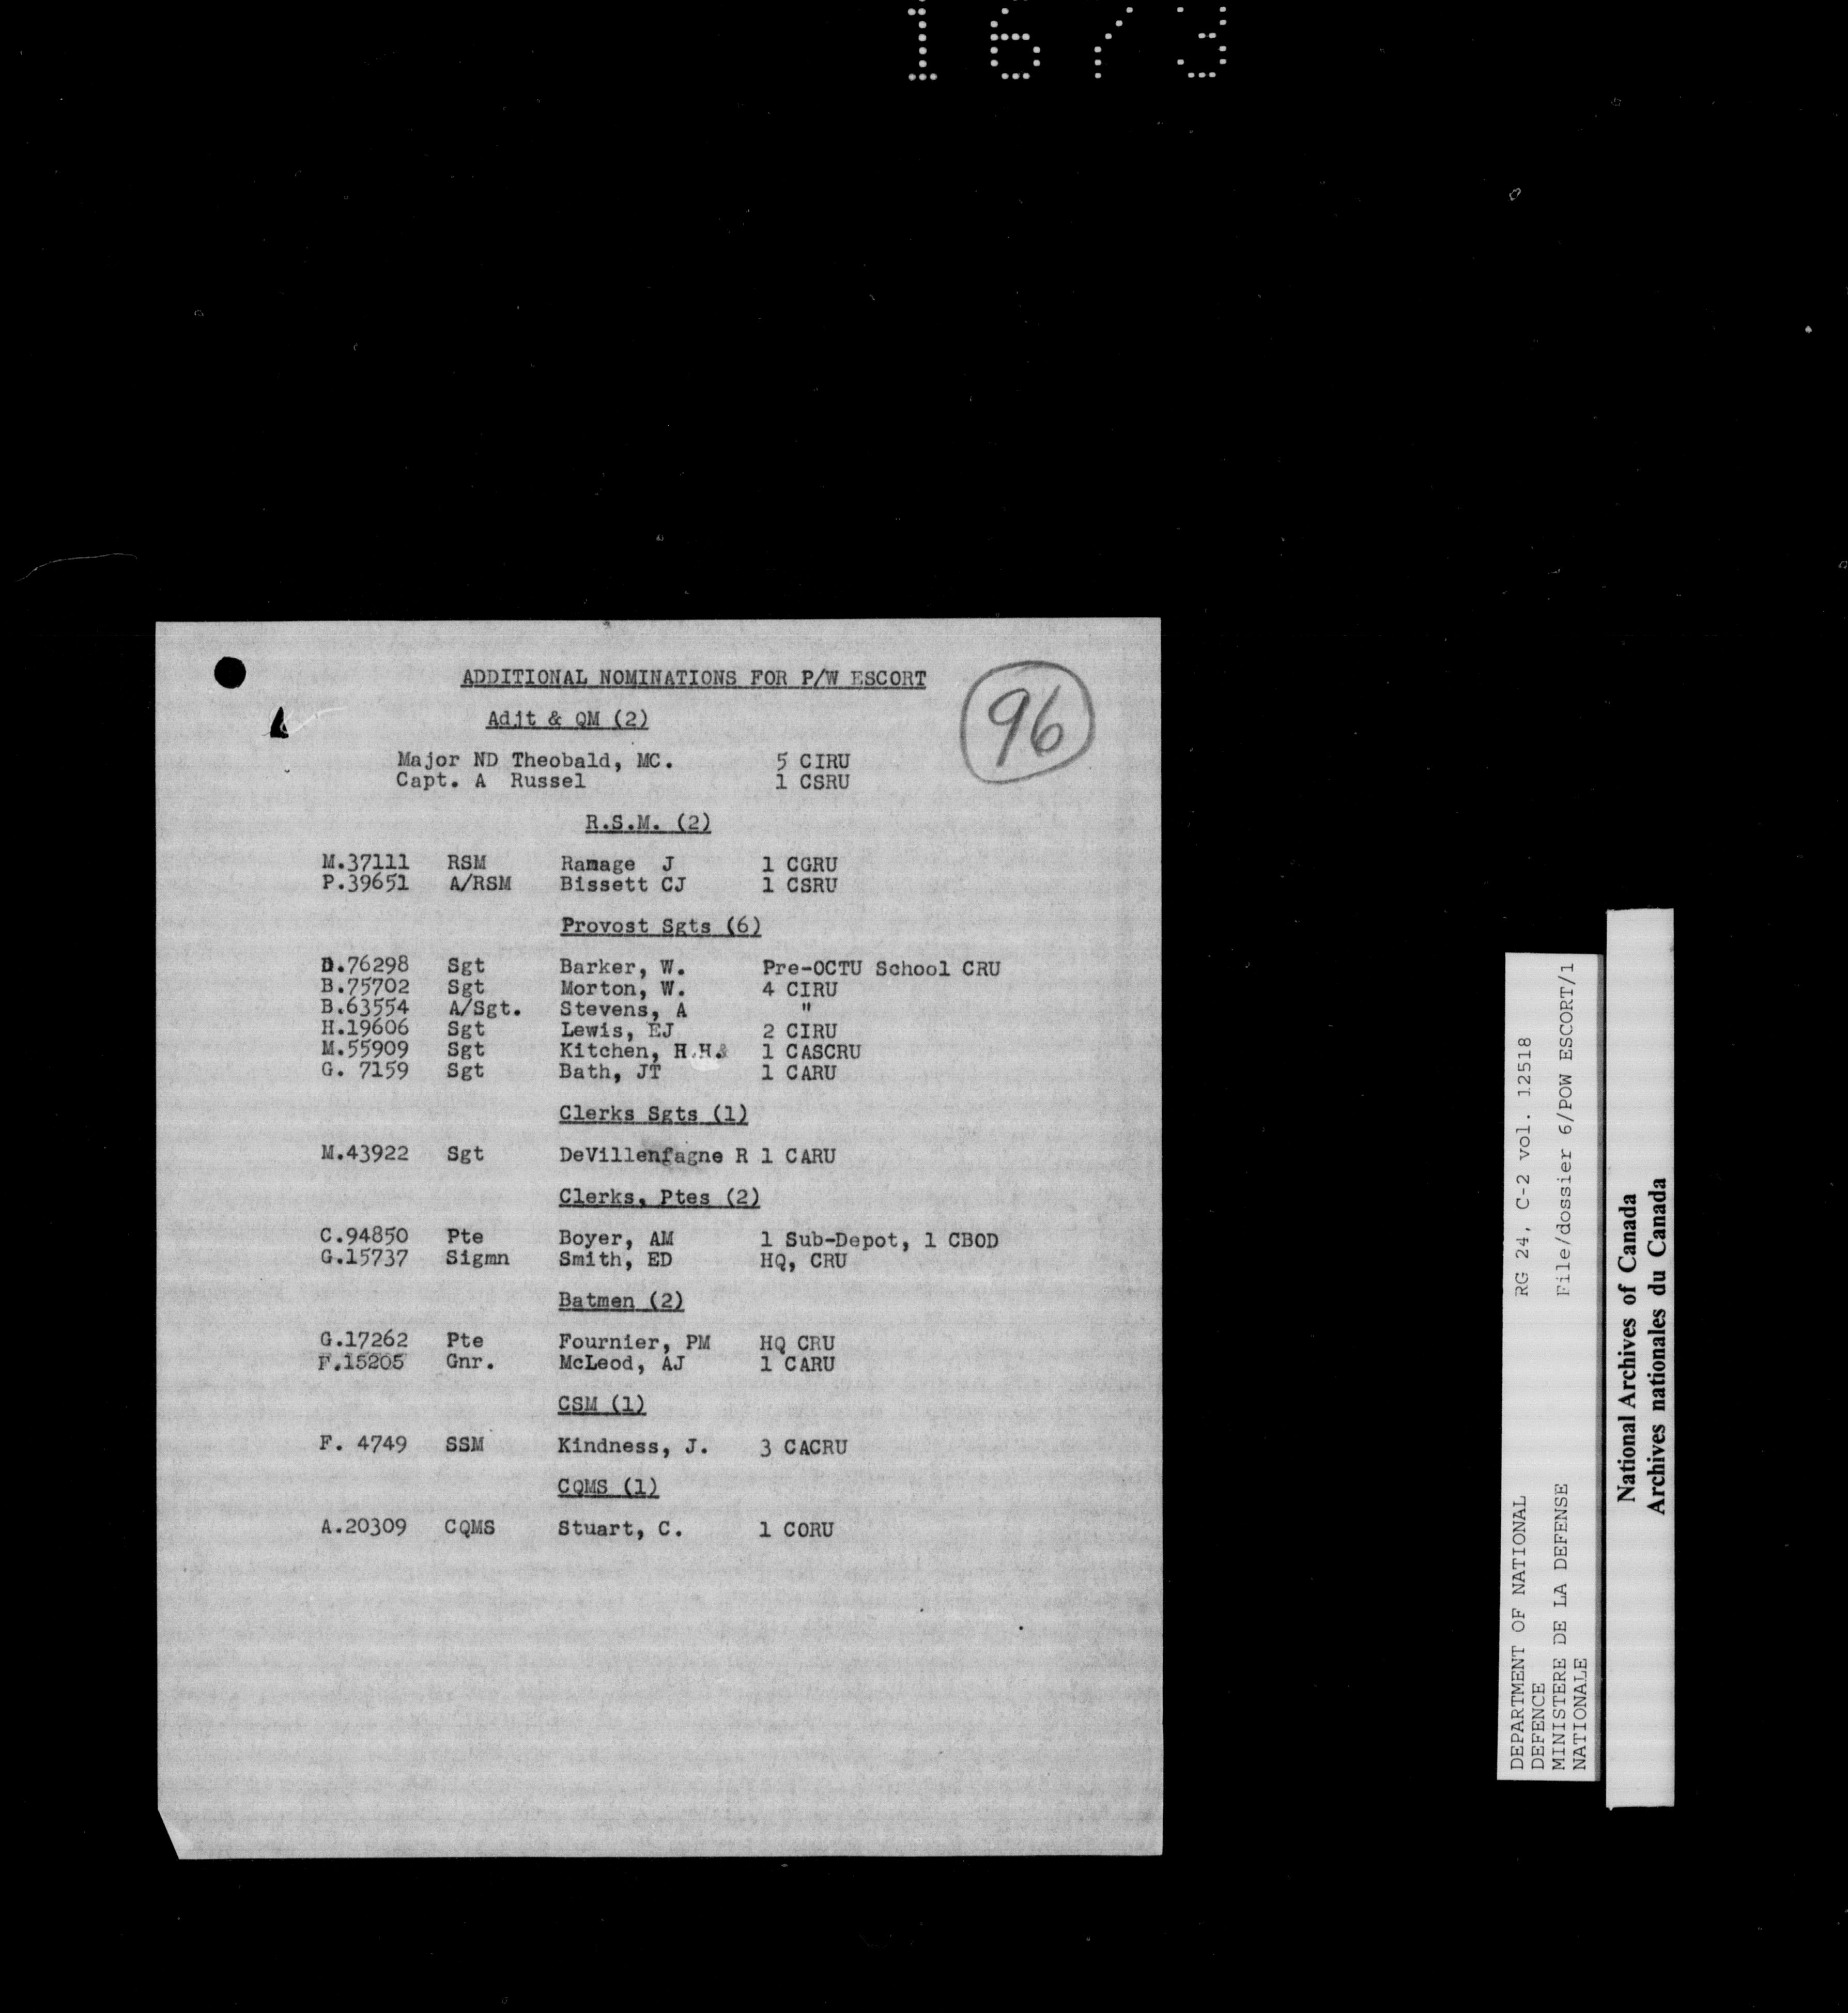 1673
ADDITIONAL NOMINATIONS FOR P/W ESCORT
96
Adjt & QM (2)
Major ND Theobald, MC. 5 CIRU
Capt. A Russel 1 CSRU
R.S.M. (2)
M.37111 RSM Ramage J 1 CGRU
P.39651 A/RSM Bissett CJ 1 CSRU
Provost Sgts (6)
D.76298 Sgt Barker, W. Pre-OCTU School CRU
B.75702 Sgt Morton, W. 4 CIRU
B.63554 A/Sgt. Stevens, A "
H.19606 Sgt Lewis, EJ 2 CIRU
M.55909 Sgt Kitchen, H.H. 1 CASCRU
G. 7159 Sgt Bath, JT 1 CARU
Clerks Sgts (1)
M.43922 Sgt DeVillenfagne R 1 CARU
Clerks, Ptes (2)
C.94850 Pte Boyer, AM 1 Sub-Depot, 1 CBOD
G.15737 Sigmn Smith, ED HQ, CRU
Batmen (2)
G.17262 Pte Fournier, PM HQ CRU
F.15205 Gnr. McLeod, AJ 1 CARU
CSM (1)
F. 4749 SSM Kindness, J. 3 CACRU
CQMS (1)
A.20309 CQMS Stuart, C. 1 CORU
DEPARTMENT OF NATIONAL RG 24, C-2 vol. 12518
DEFENCE
MINISTERE DE LA DEFENSE File/dossier 6/POW ESCORT/1
NATIONALE
National Archives of Canada
Archives nationales du Canada